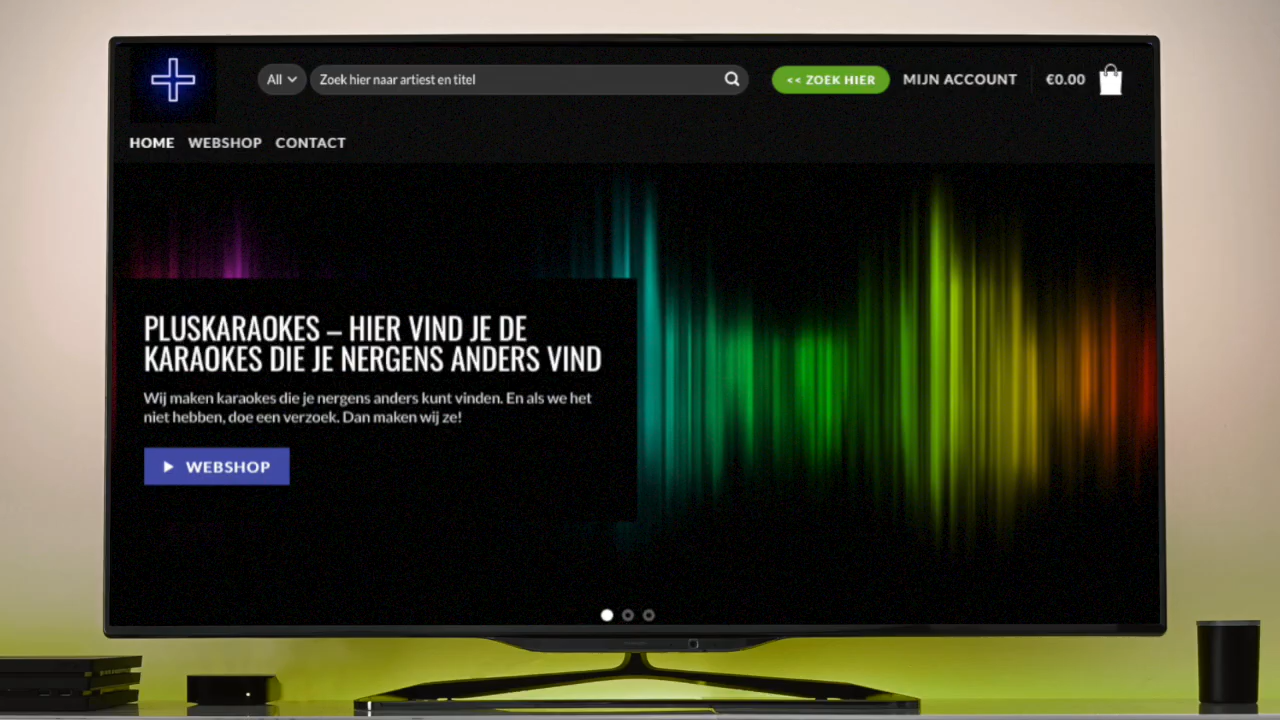 All
Zoek hier naar artiest en titel
<< ZOEK HIER
MIJN ACCOUNT
€0.00
HOME WEBSHOP CONTACT
PLUSKARAOKES – HIER VIND JE DE
KARAOKES DIE JE NERGENS ANDERS VIND
Wij maken karaokes die je nergens anders kunt vinden. En als we het
niet hebben, doe een verzoek. Dan maken wij ze!
WEBSHOP